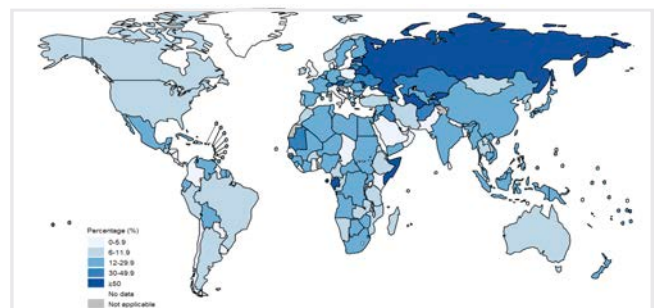 Percentage (%)
0-5.9
6-11.9
12-29.9
30-49.9
≥50
No data
Not applicable